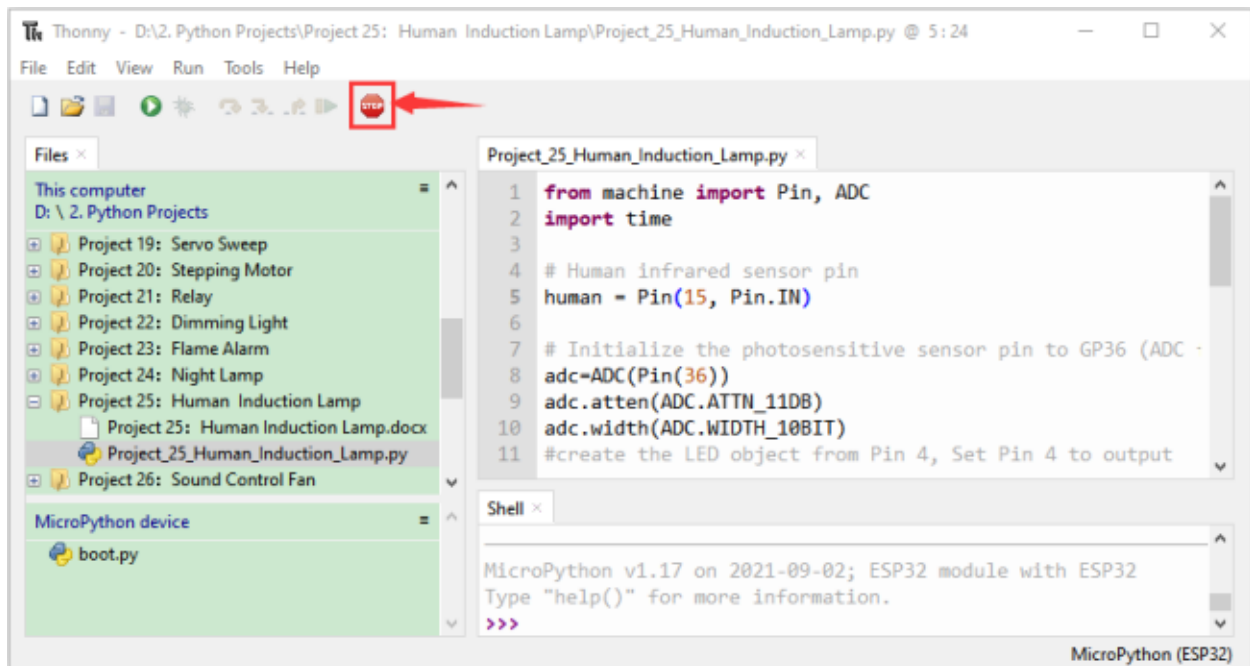 Thonny - D:\2. Python Projects\Project 25: Human Induction Lamp\Project_25_Human_Induction_Lamp.py @ 5:24
File Edit View Run Tools Help
STOP
Files
This computer
D: \ 2. Python Projects
Project 19: Servo Sweep
Project 20: Stepping Motor
Project 21: Relay
Project 22: Dimming Light
Project 23: Flame Alarm
Project 24: Night Lamp
Project 25: Human Induction Lamp
Project 25: Human Induction Lamp.docx
Project_25_Human_Induction_Lamp.py
Project 26: Sound Control Fan
MicroPython device
boot.py
Project_25_Human_Induction_Lamp.py
1 from machine import Pin, ADC
2 import time
3
4 # Human infrared sensor pin
5 human = Pin(15, Pin.IN)
6
7 # Initialize the photosensitive sensor pin to GP36 (ADC
8 adc=ADC(Pin(36))
9 adc.atten(ADC.ATTN_11DB)
10 adc.width(ADC.WIDTH_10BIT)
11 #create the LED object from Pin 4, Set Pin 4 to output
Shell
MicroPython v1.17 on 2021-09-02; ESP32 module with ESP32
Type "help()" for more information.
>>>
MicroPython (ESP32)